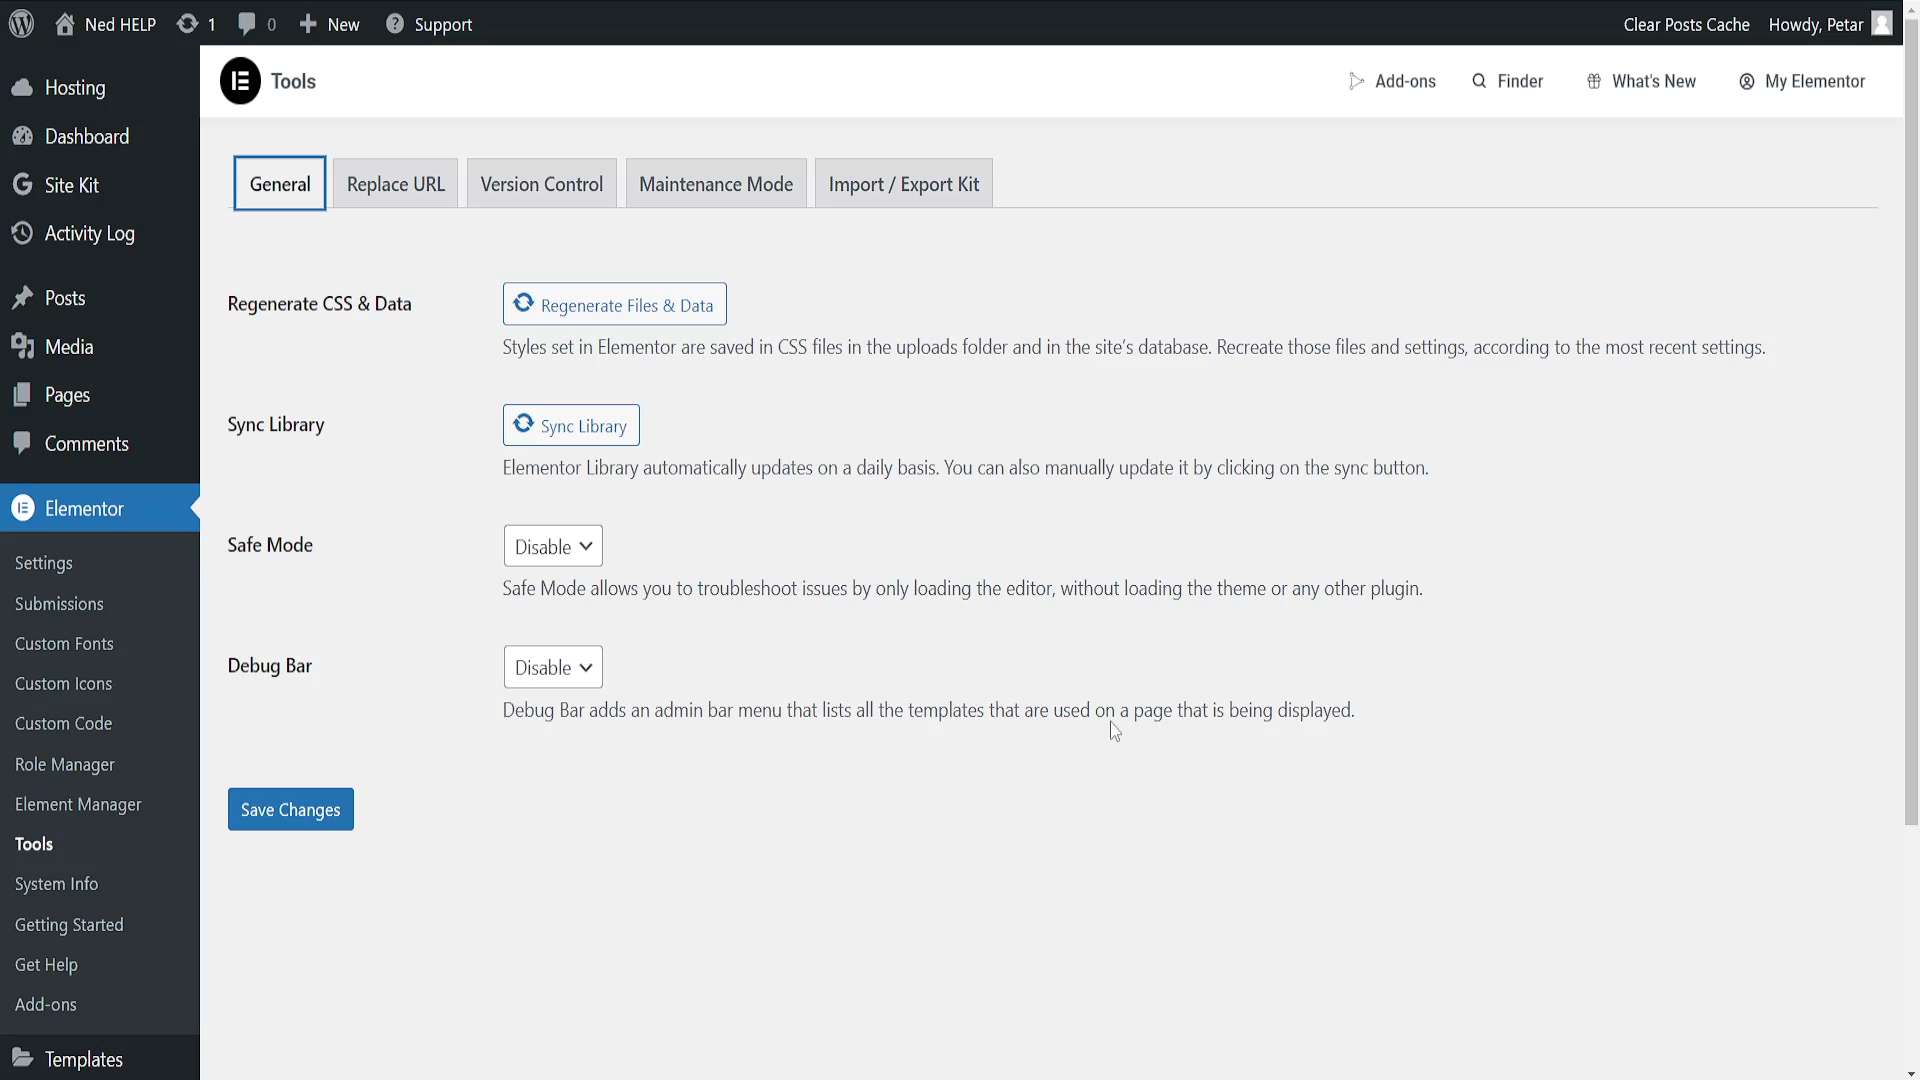 Ned HELP
1
0
New
Support
Clear Posts Cache
Howdy, Petar
Hosting
Dashboard
Site Kit
Activity Log
Posts
Media
Pages
Comments
Elementor
Settings
Submissions
Custom Fonts
Custom Icons
Custom Code
Role Manager
Element Manager
Tools
System Info
Getting Started
Get Help
Add-ons
Templates
Tools
Add-ons
Finder
What's New
My Elementor
General
Replace URL
Version Control
Maintenance Mode
Import / Export Kit
Regenerate CSS & Data
Regenerate Files & Data
Styles set in Elementor are saved in CSS files in the uploads folder and in the site's database. Recreate those files and settings, according to the most recent settings.
Sync Library
Sync Library
Elementor Library automatically updates on a daily basis. You can also manually update it by clicking on the sync button.
Safe Mode
Disable
Safe Mode allows you to troubleshoot issues by only loading the editor, without loading the theme or any other plugin.
Debug Bar
Disable
Debug Bar adds an admin bar menu that lists all the templates that are used on a page that is being displayed.
Save Changes